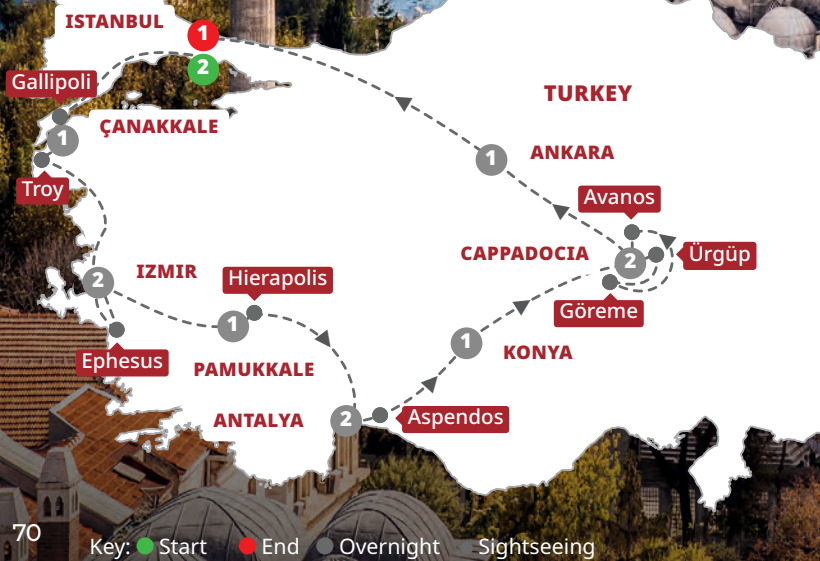 ISTANBUL
1
2
Gallipoli
ÇANAKKALE
1
Troy
TURKEY
1
ANKARA
Avanos
CAPPADOCIA
2
Ürgüp
Göreme
IZMIR
2
Hierapolis
1
Ephesus
PAMUKKALE
1
KONYA
ANTALYA
2
Aspendos
70
Key: Start End Overnight Sightseeing